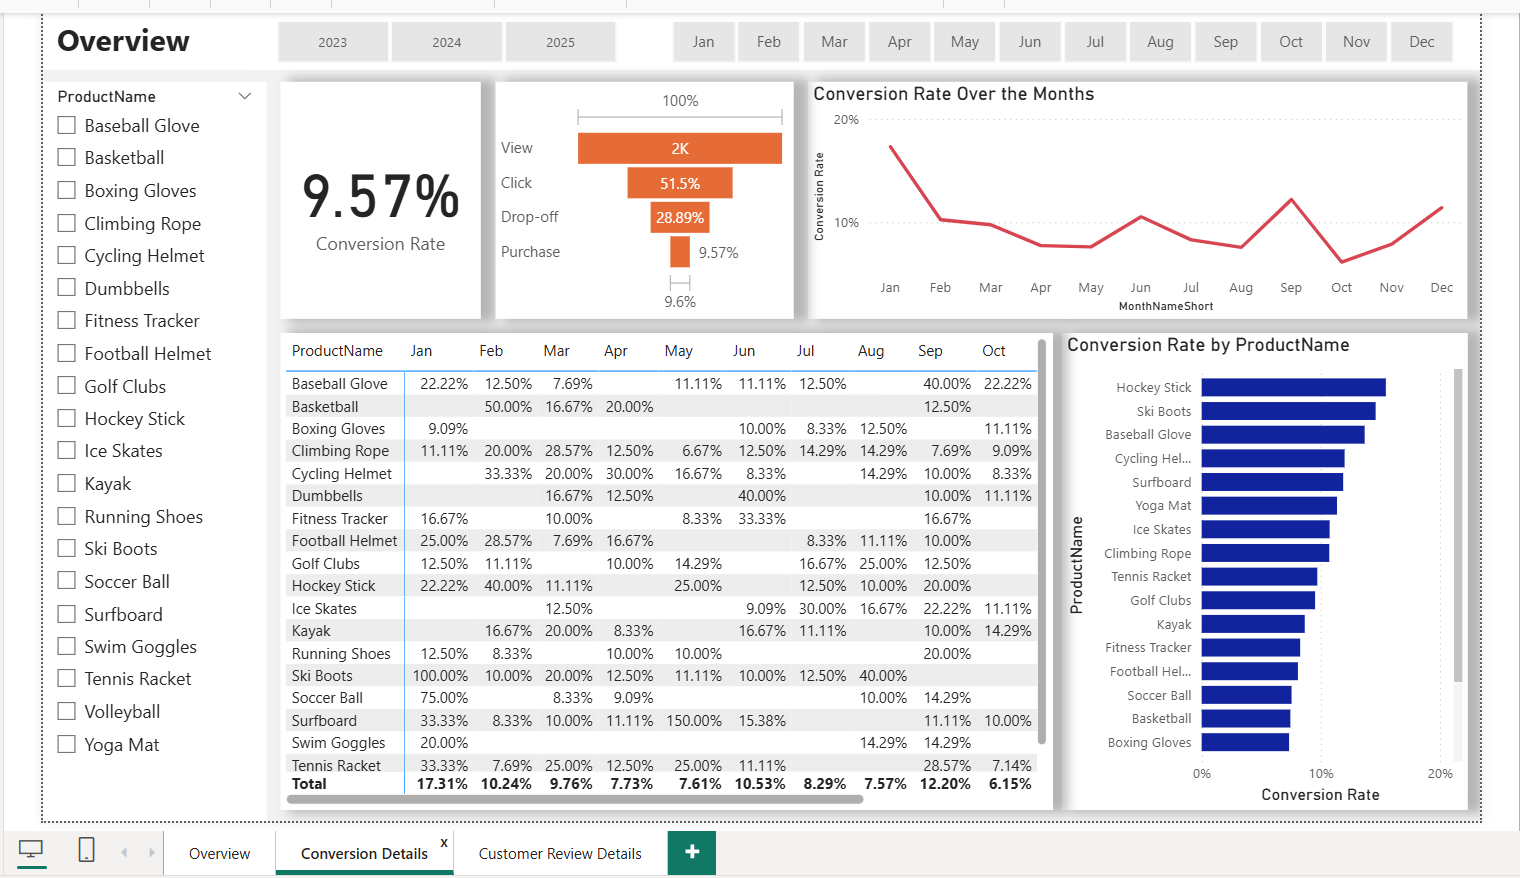 Overview
2023 2024 2025 Jan Feb Mar Apr May Jun Jul Aug Sep Oct Nov Dec
ProductName
Baseball Glove
Basketball
Boxing Gloves
Climbing Rope
Cycling Helmet
Dumbbells
Fitness Tracker
Football Helmet
Golf Clubs
Hockey Stick
Ice Skates
Kayak
Running Shoes
Ski Boots
Soccer Ball
Surfboard
Swim Goggles
Tennis Racket
Volleyball
Yoga Mat
9.57%
Conversion Rate
100%
View 2K
Click 51.5%
Drop-off 28.89%
Purchase 9.57%
9.6%
Conversion Rate Over the Months
20%
10%
Conversion Rate
Jan Feb Mar Apr May Jun Jul Aug Sep Oct Nov Dec
MonthNameShort
ProductName Jan Feb Mar Apr May Jun Jul Aug Sep Oct
Baseball Glove 22.22% 12.50% 7.69% 11.11% 11.11% 12.50% 40.00% 22.22%
Basketball 50.00% 16.67% 20.00% 12.50%
Boxing Gloves 9.09% 10.00% 8.33% 12.50% 11.11%
Climbing Rope 11.11% 20.00% 28.57% 12.50% 6.67% 12.50% 14.29% 14.29% 7.69% 9.09%
Cycling Helmet 33.33% 20.00% 30.00% 16.67% 8.33% 14.29% 10.00% 8.33%
Dumbbells 16.67% 12.50% 40.00% 10.00% 11.11%
Fitness Tracker 16.67% 10.00% 8.33% 33.33% 16.67%
Football Helmet 25.00% 28.57% 7.69% 16.67% 8.33% 11.11% 10.00%
Golf Clubs 12.50% 11.11% 10.00% 14.29% 16.67% 25.00% 12.50%
Hockey Stick 22.22% 40.00% 11.11% 25.00% 12.50% 10.00% 20.00%
Ice Skates 12.50% 9.09% 30.00% 16.67% 22.22% 11.11%
Kayak 16.67% 20.00% 8.33% 16.67% 11.11% 10.00% 14.29%
Running Shoes 12.50% 8.33% 10.00% 10.00% 20.00%
Ski Boots 100.00% 10.00% 20.00% 12.50% 11.11% 10.00% 12.50% 40.00%
Soccer Ball 75.00% 8.33% 9.09% 10.00% 14.29%
Surfboard 33.33% 8.33% 10.00% 11.11% 150.00% 15.38% 11.11% 10.00%
Swim Goggles 20.00% 14.29% 14.29%
Tennis Racket 33.33% 7.69% 25.00% 12.50% 25.00% 11.11% 28.57% 7.14%
Total 17.31% 10.24% 9.76% 7.73% 7.61% 10.53% 8.29% 7.57% 12.20% 6.15%
Conversion Rate by ProductName
ProductName
Hockey Stick
Ski Boots
Baseball Glove
Cycling Hel...
Surfboard
Yoga Mat
Ice Skates
Climbing Rope
Tennis Racket
Golf Clubs
Kayak
Fitness Tracker
Football Hel...
Soccer Ball
Basketball
Boxing Gloves
0% 10% 20%
Conversion Rate
Overview Conversion Details x Customer Review Details +